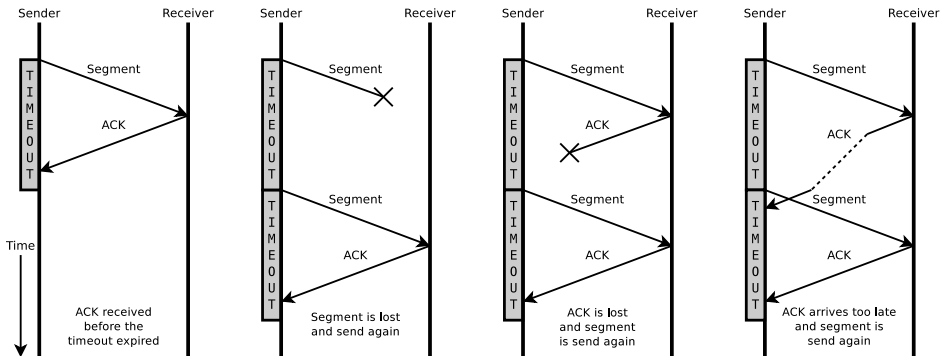 Sender
Receiver
Segment
ACK
TIMEOUT
Time
ACK received
before the
timeout expired
Sender
Receiver
Segment
TIMEOUT
Segment
ACK
TIMEOUT
Segment is lost
and send again
Sender
Receiver
Segment
ACK
TIMEOUT
Segment
ACK
TIMEOUT
ACK is lost
and segment
is send again
Sender
Receiver
Segment
ACK
TIMEOUT
Segment
ACK
TIMEOUT
ACK arrives too late
and segment is
send again